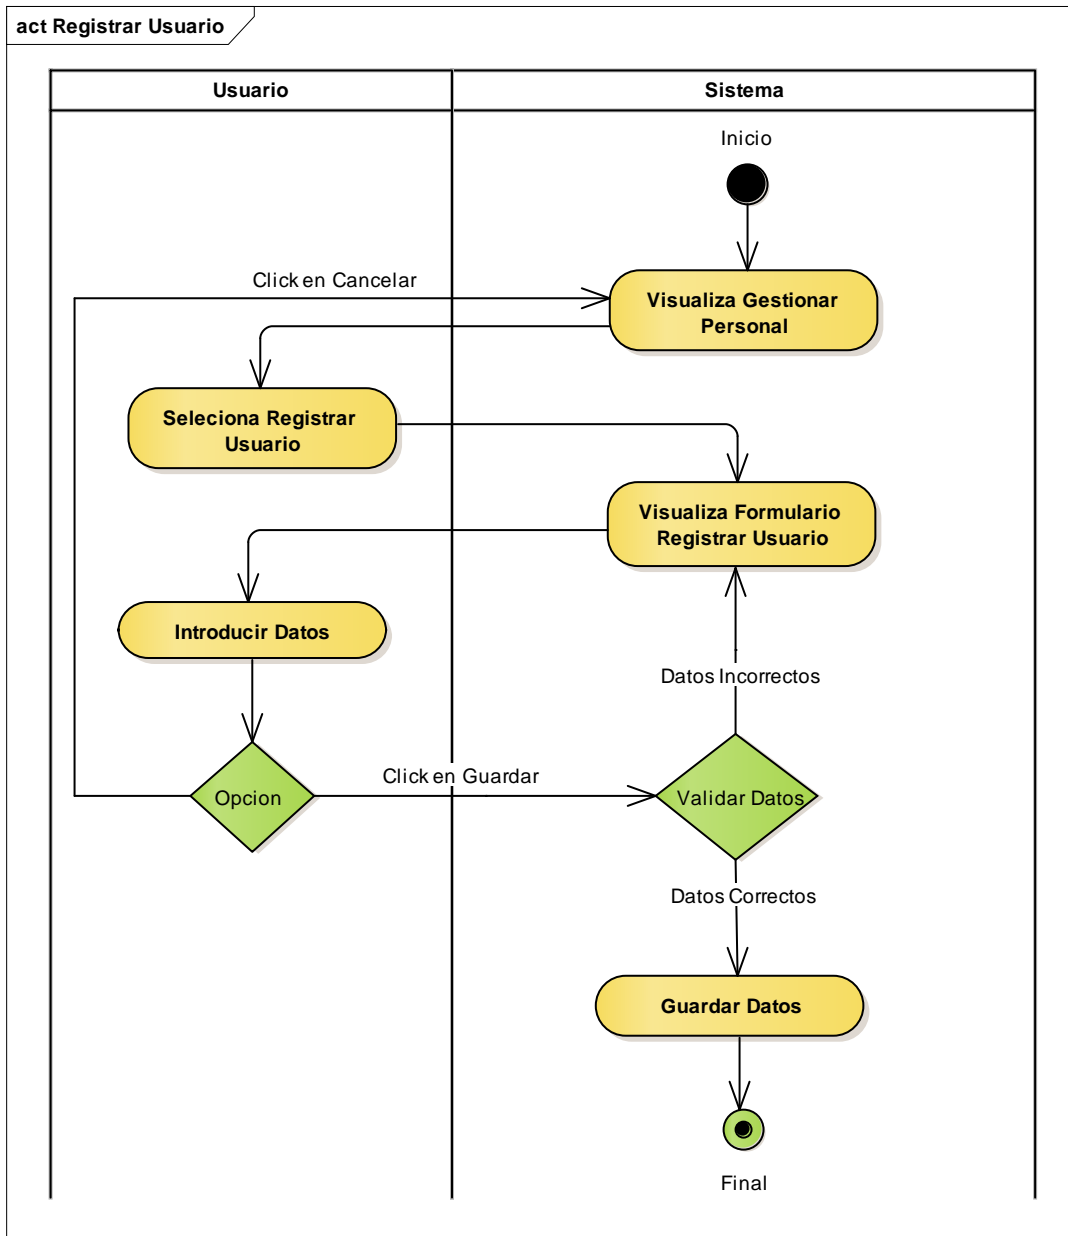 act Registrar Usuario
Usuario
Sistema
Inicio
Click en Cancelar
Visualiza Gestionar
Personal
Seleciona Registrar
Usuario
Visualiza Formulario
Registrar Usuario
Introducir Datos
Datos Incorrectos
Click en Guardar
Opcion
Validar Datos
Datos Correctos
Guardar Datos
Final